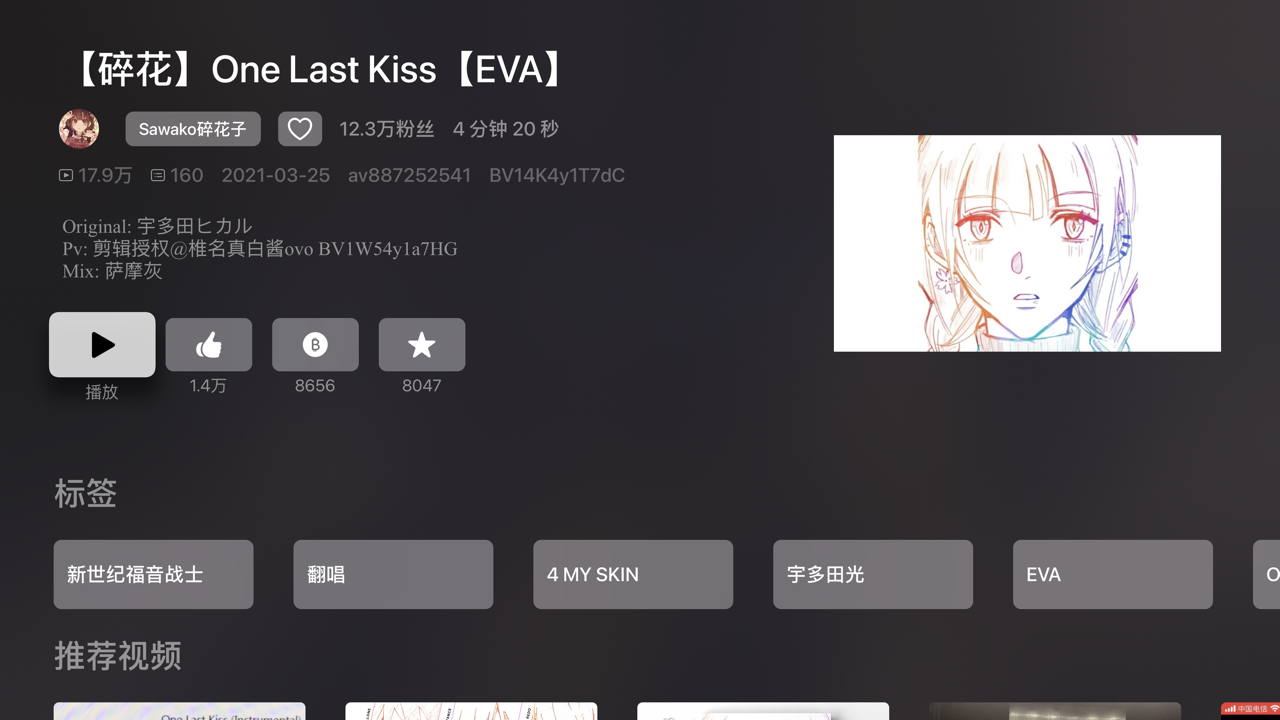 【碎花】One Last Kiss【EVA】
Sawako碎花子 12.3万粉丝 4 分钟 20 秒
17.9万 160 2021-03-25 av887252541 BV14K4y1T7dC
Original: 宇多田ヒカル
Pv: 剪辑授权@椎名真白酱ovo BV1W54y1a7HG
Mix: 萨摩灰
播放 1.4万 8656 8047
标签
新世纪福音战士 翻唱 4 MY SKIN 宇多田光 EVA O
推荐视频
One Last Kiss (Instrumental)
中国电信